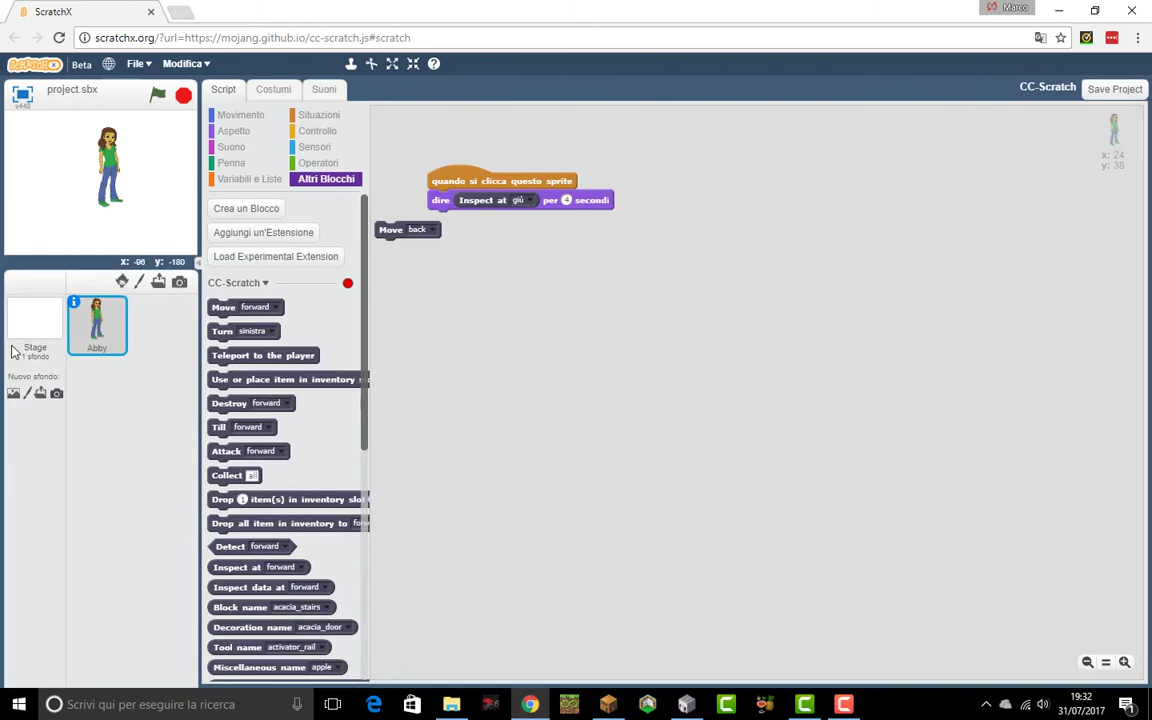 ScratchX
Marco
scratchx.org/?url=https://mojang.github.io/cc-scratch.js#scratch
SCRATCHX
Beta
File
Modifica
project.sbx
v448
Script
Costumi
Suoni
CC-Scratch
Save Project
Movimento
Situazioni
Aspetto
Controllo
Suono
Sensori
Penna
Operatori
Variabili e Liste
Altri Blocchi
Crea un Blocco
Aggiungi un'Estensione
Load Experimental Extension
CC-Scratch
Move forward
Turn sinistra
Teleport to the player
Use or place item in inventory
Destroy forward
Till forward
Attack forward
Collect all
Drop 1 item(s) in inventory
Drop all item in inventory to
Detect forward
Inspect at forward
Inspect data at forward
Block name acacia_stairs
Decoration name acacia_door
Tool name activator_rail
Miscellaneous name apple
quando si clicca questo sprite
dire Inspect at giù per 4 secondi
Move back
x: 24
y: 38
x: -96 y: -180
Stage
1 sfondo
Nuovo sfondo:
Abby
Scrivi qui per eseguire la ricerca
19:32
31/07/2017